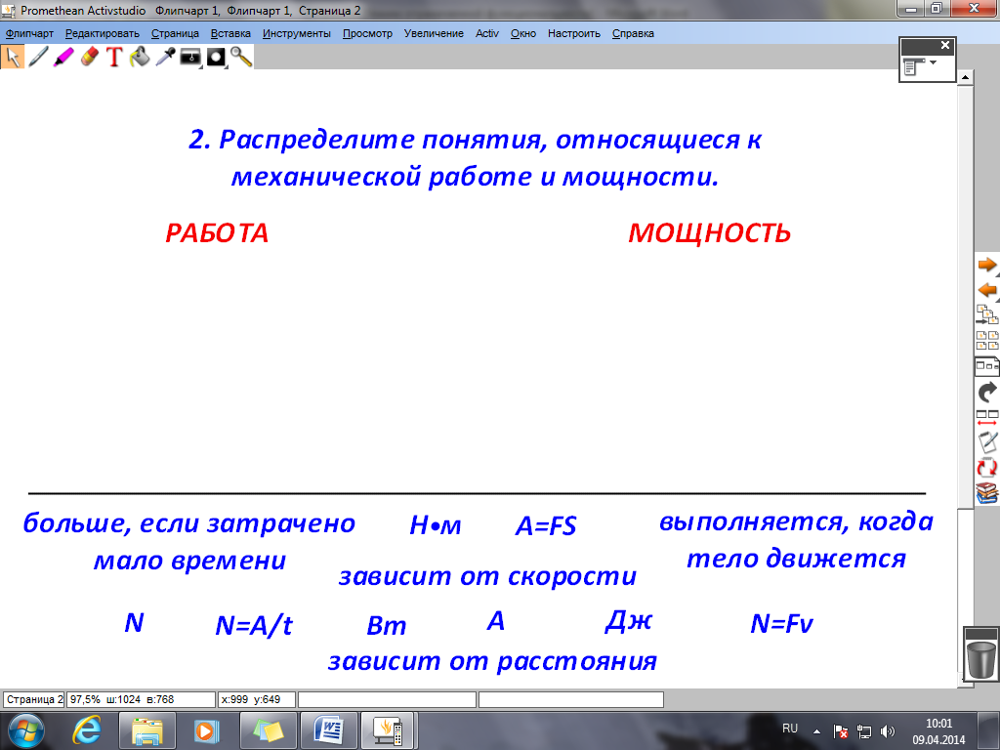 Promethean Activstudio Флипчарт 1, Флипчарт 1, Страница 2
Флипчарт Редактировать Страница Вставка Инструменты Просмотр Увеличение Activ Окно Настроить Справка
2. Распределите понятия, относящиеся к
механической работе и мощности.
РАБОТА МОЩНОСТЬ
больше, если затрачено
мало времени
Н•м A=FS
выполняется, когда
тело движется
зависит от скорости
N N=A/t Вт A Дж N=Fv
зависит от расстояния
Страница 2 97,5% ш:1024 в:768 x:999 y:649
RU 10:01
09.04.2014